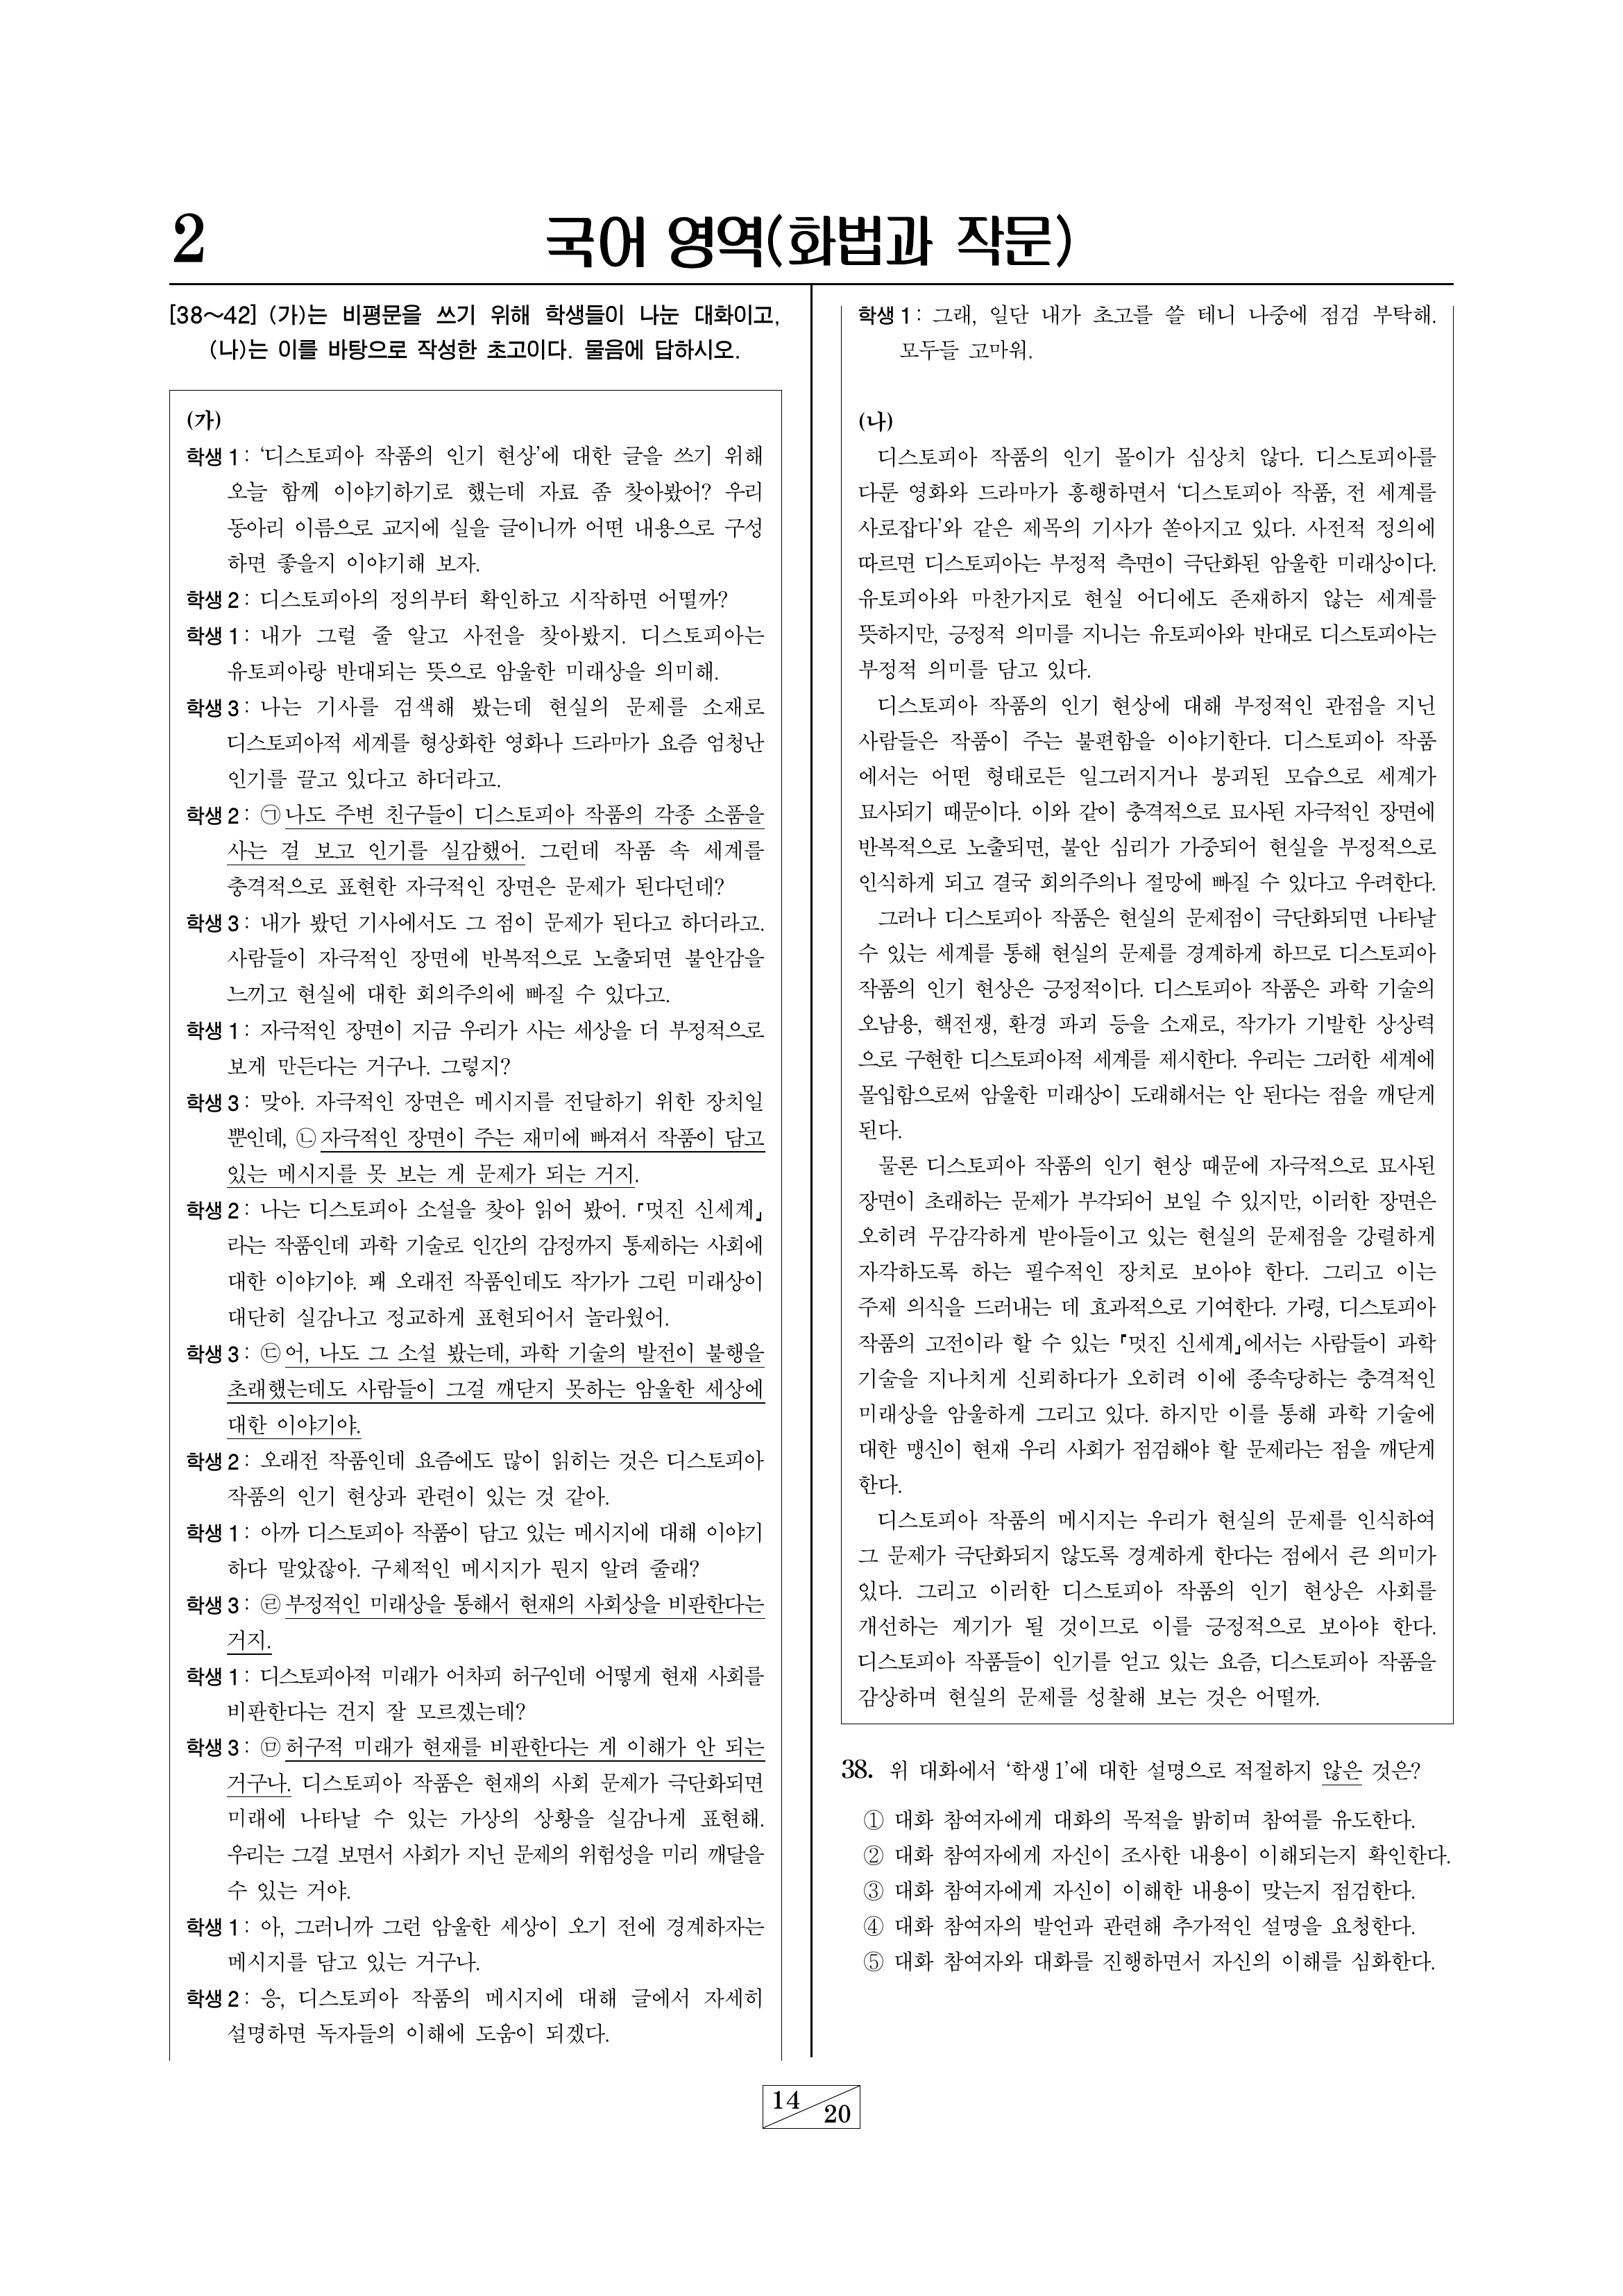 2
국어 영역(화법과 작문)
[38～42] (가)는 비평문을 쓰기 위해 학생들이 나눈 대화이고,
(나)는 이를 바탕으로 작성한 초고이다. 물음에 답하시오.
(가)
학생 1 : ‘디스토피아 작품의 인기 현상’에 대한 글을 쓰기 위해
오늘 함께 이야기하기로 했는데 자료 좀 찾아봤어? 우리
동아리 이름으로 교지에 실을 글이니까 어떤 내용으로 구성
하면 좋을지 이야기해 보자.
학생 2 : 디스토피아의 정의부터 확인하고 시작하면 어떨까?
학생 1 : 내가 그럴 줄 알고 사전을 찾아봤지. 디스토피아는
유토피아랑 반대되는 뜻으로 암울한 미래상을 의미해.
학생 3 : 나는 기사를 검색해 봤는데 현실의 문제를 소재로
디스토피아적 세계를 형상화한 영화나 드라마가 요즘 엄청난
인기를 끌고 있다고 하더라고.
학생 2 : ㉠나도 주변 친구들이 디스토피아 작품의 각종 소품을
사는 걸 보고 인기를 실감했어. 그런데 작품 속 세계를
충격적으로 표현한 자극적인 장면은 문제가 된다던데?
학생 3 : 내가 봤던 기사에서도 그 점이 문제가 된다고 하더라고.
사람들이 자극적인 장면에 반복적으로 노출되면 불안감을
느끼고 현실에 대한 회의주의에 빠질 수 있다고.
학생 1 : 자극적인 장면이 지금 우리가 사는 세상을 더 부정적으로
보게 만든다는 거구나. 그렇지?
학생 3 : 맞아. 자극적인 장면은 메시지를 전달하기 위한 장치일
뿐인데, ㉡자극적인 장면이 주는 재미에 빠져서 작품이 담고
있는 메시지를 못 보는 게 문제가 되는 거지.
학생 2 : 나는 디스토피아 소설을 찾아 읽어 봤어. 『멋진 신세계』
라는 작품인데 과학 기술로 인간의 감정까지 통제하는 사회에
대한 이야기야. 꽤 오래전 작품인데도 작가가 그린 미래상이
대단히 실감나고 정교하게 표현되어서 놀라웠어.
학생 3 : ㉢어, 나도 그 소설 봤는데, 과학 기술의 발전이 불행을
초래했는데도 사람들이 그걸 깨닫지 못하는 암울한 세상에
대한 이야기야.
학생 2 : 오래전 작품인데 요즘에도 많이 읽히는 것은 디스토피아
작품의 인기 현상과 관련이 있는 것 같아.
학생 1 : 아까 디스토피아 작품이 담고 있는 메시지에 대해 이야기
하다 말았잖아. 구체적인 메시지가 뭔지 알려 줄래?
학생 3 : ㉣부정적인 미래상을 통해서 현재의 사회상을 비판한다는
거지.
학생 1 : 디스토피아적 미래가 어차피 허구인데 어떻게 현재 사회를
비판한다는 건지 잘 모르겠는데?
학생 3 : ㉤허구적 미래가 현재를 비판한다는 게 이해가 안 되는
거구나. 디스토피아 작품은 현재의 사회 문제가 극단화되면
미래에 나타날 수 있는 가상의 상황을 실감나게 표현해.
우리는 그걸 보면서 사회가 지닌 문제의 위험성을 미리 깨달을
수 있는 거야.
학생 1 : 아, 그러니까 그런 암울한 세상이 오기 전에 경계하자는
메시지를 담고 있는 거구나.
학생 2 : 응, 디스토피아 작품의 메시지에 대해 글에서 자세히
설명하면 독자들의 이해에 도움이 되겠다.
학생 1 : 그래, 일단 내가 초고를 쓸 테니 나중에 점검 부탁해.
모두들 고마워.
(나)
디스토피아 작품의 인기 몰이가 심상치 않다. 디스토피아를
다룬 영화와 드라마가 흥행하면서 ‘디스토피아 작품, 전 세계를
사로잡다’와 같은 제목의 기사가 쏟아지고 있다. 사전적 정의에
따르면 디스토피아는 부정적 측면이 극단화된 암울한 미래상이다.
유토피아와 마찬가지로 현실 어디에도 존재하지 않는 세계를
뜻하지만, 긍정적 의미를 지니는 유토피아와 반대로 디스토피아는
부정적 의미를 담고 있다.
디스토피아 작품의 인기 현상에 대해 부정적인 관점을 지닌
사람들은 작품이 주는 불편함을 이야기한다. 디스토피아 작품
에서는 어떤 형태로든 일그러지거나 붕괴된 모습으로 세계가
묘사되기 때문이다. 이와 같이 충격적으로 묘사된 자극적인 장면에
반복적으로 노출되면, 불안 심리가 가중되어 현실을 부정적으로
인식하게 되고 결국 회의주의나 절망에 빠질 수 있다고 우려한다.
그러나 디스토피아 작품은 현실의 문제점이 극단화되면 나타날
수 있는 세계를 통해 현실의 문제를 경계하게 하므로 디스토피아
작품의 인기 현상은 긍정적이다. 디스토피아 작품은 과학 기술의
오남용, 핵전쟁, 환경 파괴 등을 소재로, 작가가 기발한 상상력
으로 구현한 디스토피아적 세계를 제시한다. 우리는 그러한 세계에
몰입함으로써 암울한 미래상이 도래해서는 안 된다는 점을 깨닫게
된다.
물론 디스토피아 작품의 인기 현상 때문에 자극적으로 묘사된
장면이 초래하는 문제가 부각되어 보일 수 있지만, 이러한 장면은
오히려 무감각하게 받아들이고 있는 현실의 문제점을 강렬하게
자각하도록 하는 필수적인 장치로 보아야 한다. 그리고 이는
주제 의식을 드러내는 데 효과적으로 기여한다. 가령, 디스토피아
작품의 고전이라 할 수 있는 『멋진 신세계』에서는 사람들이 과학
기술을 지나치게 신뢰하다가 오히려 이에 종속당하는 충격적인
미래상을 암울하게 그리고 있다. 하지만 이를 통해 과학 기술에
대한 맹신이 현재 우리 사회가 점검해야 할 문제라는 점을 깨닫게
한다.
디스토피아 작품의 메시지는 우리가 현실의 문제를 인식하여
그 문제가 극단화되지 않도록 경계하게 한다는 점에서 큰 의미가
있다. 그리고 이러한 디스토피아 작품의 인기 현상은 사회를
개선하는 계기가 될 것이므로 이를 긍정적으로 보아야 한다.
디스토피아 작품들이 인기를 얻고 있는 요즘, 디스토피아 작품을
감상하며 현실의 문제를 성찰해 보는 것은 어떨까.
38. 위 대화에서 ‘학생 1’에 대한 설명으로 적절하지 않은 것은?
① 대화 참여자에게 대화의 목적을 밝히며 참여를 유도한다.
② 대화 참여자에게 자신이 조사한 내용이 이해되는지 확인한다.
③ 대화 참여자에게 자신이 이해한 내용이 맞는지 점검한다.
④ 대화 참여자의 발언과 관련해 추가적인 설명을 요청한다.
⑤ 대화 참여자와 대화를 진행하면서 자신의 이해를 심화한다.
14
20